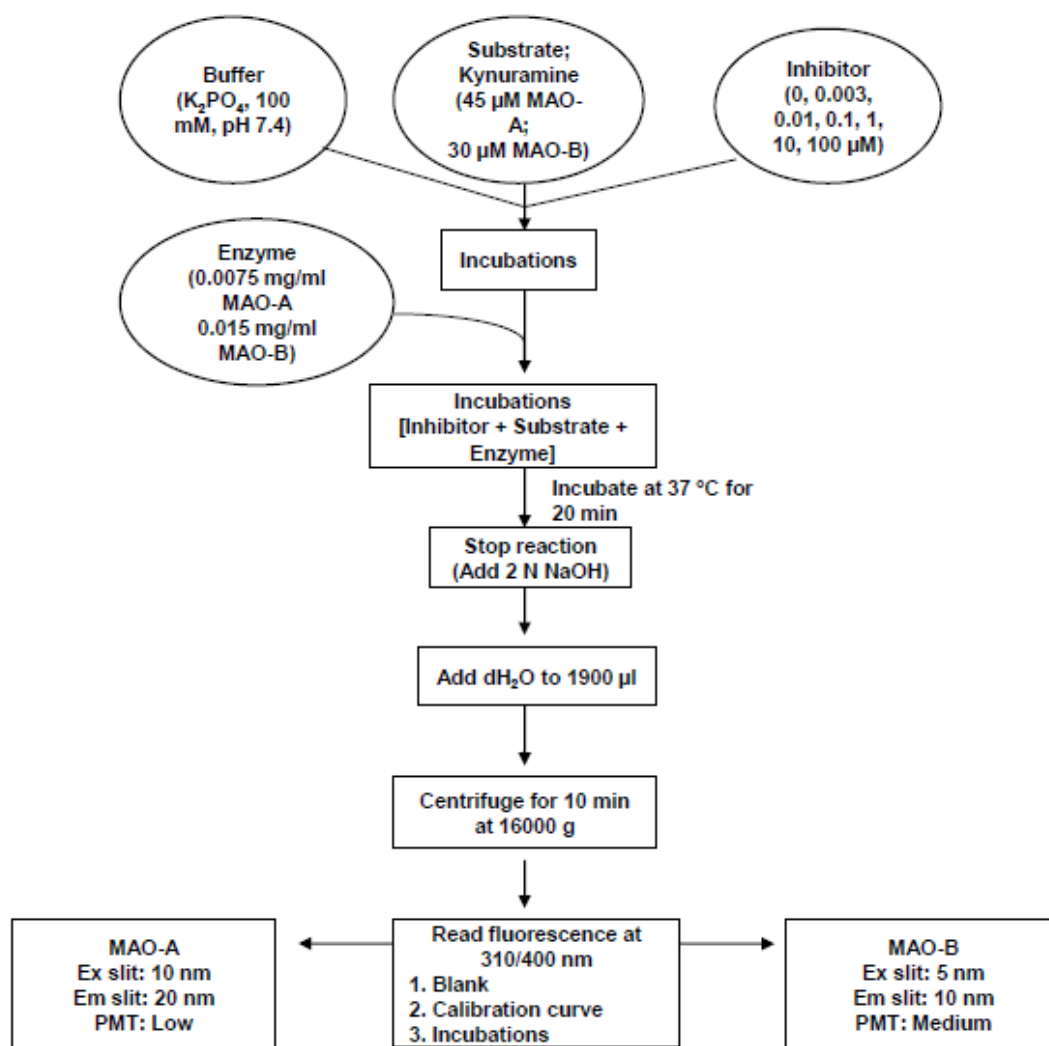 Buffer
(K₂PO₄, 100
mM, pH 7.4)
Substrate;
Kynuramine
(45 µM MAO-
A;
30 µM MAO-B)
Inhibitor
(0, 0.003,
0.01, 0.1, 1,
10, 100 µM)
Incubations
Enzyme
(0.0075 mg/ml
MAO-A
0.015 mg/ml
MAO-B)
Incubations
[Inhibitor + Substrate +
Enzyme]
Incubate at 37 ºC for
20 min
Stop reaction
(Add 2 N NaOH)
Add dH₂O to 1900 µl
Centrifuge for 10 min
at 16000 g
MAO-A
Ex slit: 10 nm
Em slit: 20 nm
PMT: Low
Read fluorescence at
310/400 nm
1. Blank
2. Calibration curve
3. Incubations
MAO-B
Ex slit: 5 nm
Em slit: 10 nm
PMT: Medium